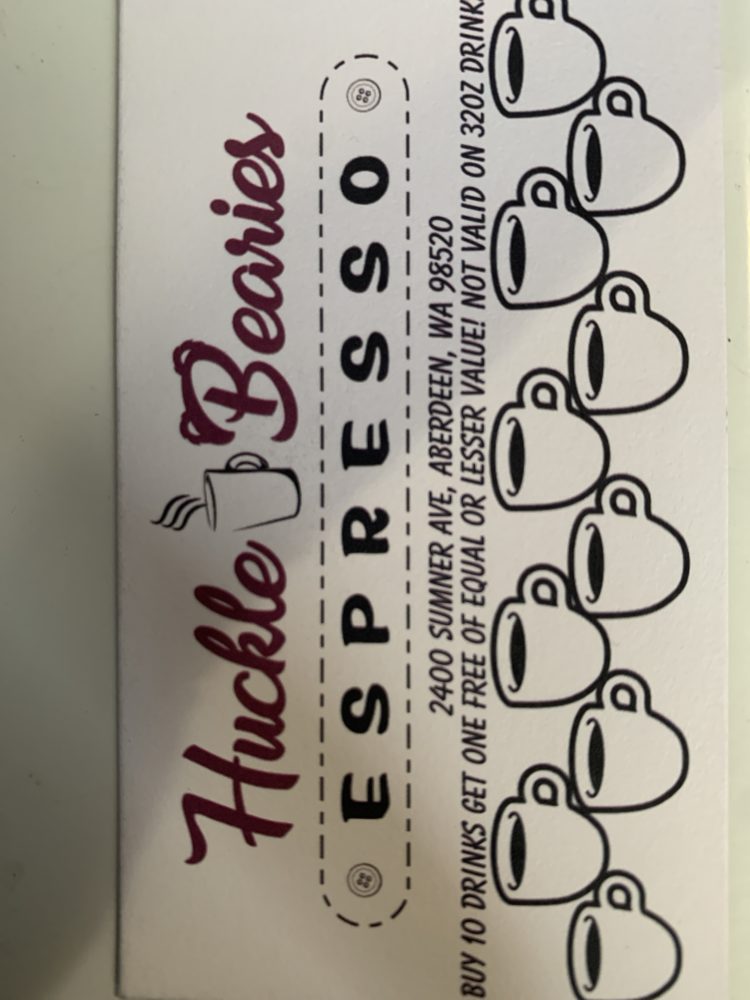 Huckle Bearies
ESPRESSO
2400 SUMNER AVE, ABERDEEN, WA 98520
BUY 10 DRINKS GET ONE FREE OF EQUAL OR LESSER VALUE! NOT VALID ON 32OZ DRINK